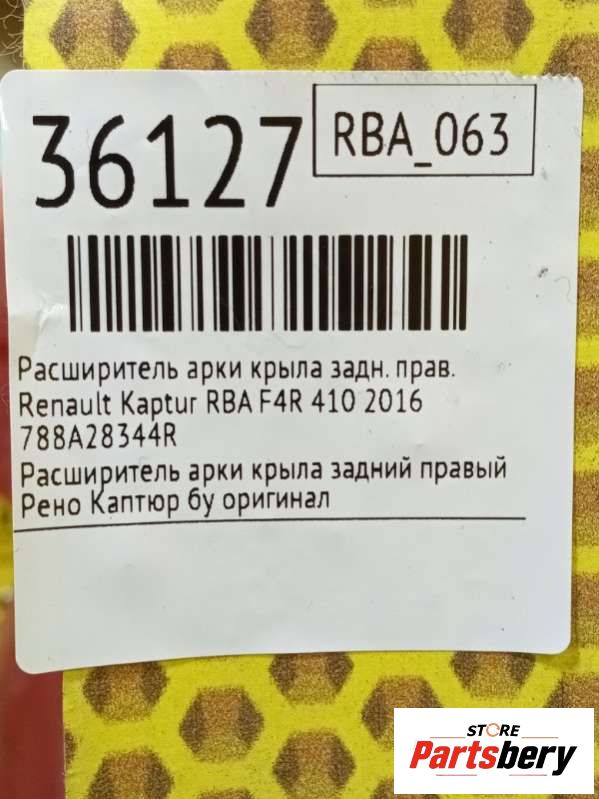 36127
RBA_063
Расширитель арки крыла задн. прав.
Renault Kaptur RBA F4R 410 2016
788A28344R
Расширитель арки крыла задний правый
Рено Каптюр бу оригинал
STORE
Partsbery